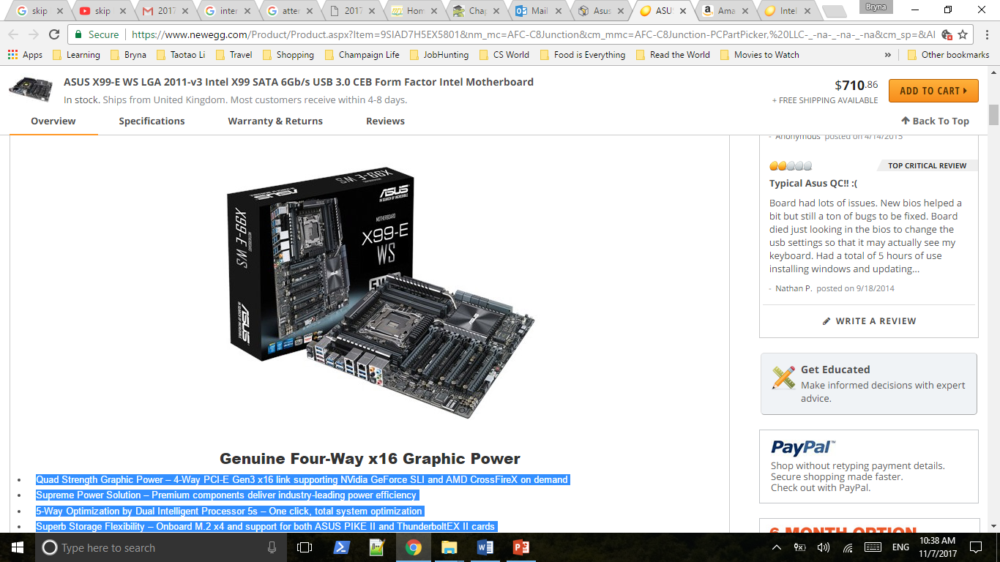 skip
skip
2017
inter
atter
2017
Hom
Chap
Mail
Asus
ASU
Ama
Intel
Bryna
Secure
https://www.newegg.com/Product/Product.aspx?Item=9SIAD7H5EX5801&nm_mc=AFC-C8Junction&cm_mmc=AFC-C8Junction-PCPartPicker,%20LLC-_-na-_-na-_-na&cm_sp=&AI
Apps Learning Bryna Taotao Li Travel Shopping Champaign Life JobHunting CS World Food is Everything Read the World Movies to Watch » Other bookmarks
ASUS X99-E WS LGA 2011-v3 Intel X99 SATA 6Gb/s USB 3.0 CEB Form Factor Intel Motherboard
In stock. Ships from United Kingdom. Most customers receive within 4-8 days.
$710.86
+ FREE SHIPPING AVAILABLE
ADD TO CART
Overview Specifications Warranty & Returns Reviews
Back To Top
- Anonymous posted on 4/14/2015
TOP CRITICAL REVIEW
Typical Asus QC!! :(
Board had lots of issues. New bios helped a
bit but still a ton of bugs to be fixed. Board
died just looking in the bios to change the
usb settings so that it may actually see my
keyboard. Had a total of 5 hours of use
installing windows and updating...
- Nathan P. posted on 9/18/2014
WRITE A REVIEW
Get Educated
Make informed decisions with expert
advice.
PayPal™
Shop without retyping payment details.
Secure shopping made faster.
Check out with PayPal.
6 MONTH OPTION
X99-E WS
ASUS
ASUS
IN SEARCH OF INCREDIBLE
MOTHERBOARD
X99-E
WS
X99-E WS
ASUS
Genuine Four-Way x16 Graphic Power
• Quad Strength Graphic Power – 4-Way PCI-E Gen3 x16 link supporting NVidia GeForce SLI and AMD CrossFireX on demand
• Supreme Power Solution – Premium components deliver industry-leading power efficiency
• 5-Way Optimization by Dual Intelligent Processor 5s – One click, total system optimization
• Superb Storage Flexibility – Onboard M.2 x4 and support for both ASUS PIKE II and ThunderboltEX II cards
Type here to search
ENG
10:38 AM
11/7/2017